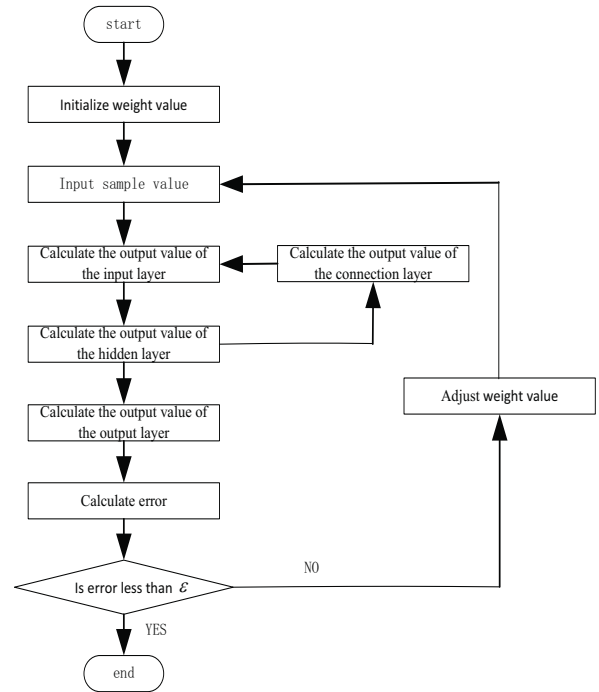 start
Initialize weight value
Input sample value
Calculate the output value of
the input layer
Calculate the output value of
the connection layer
Calculate the output value of
the hidden layer
Adjust weight value
Calculate the output value of
the output layer
Calculate error
Is error less than ε
NO
YES
end